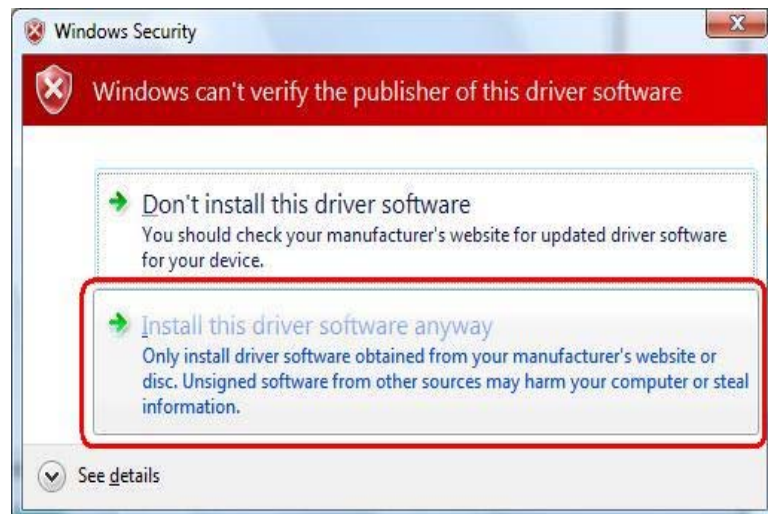 Windows Security
Windows can't verify the publisher of this driver software
Don't install this driver software
You should check your manufacturer's website for updated driver software
for your device.
Install this driver software anyway
Only install driver software obtained from your manufacturer's website or
disc. Unsigned software from other sources may harm your computer or steal
information.
See details